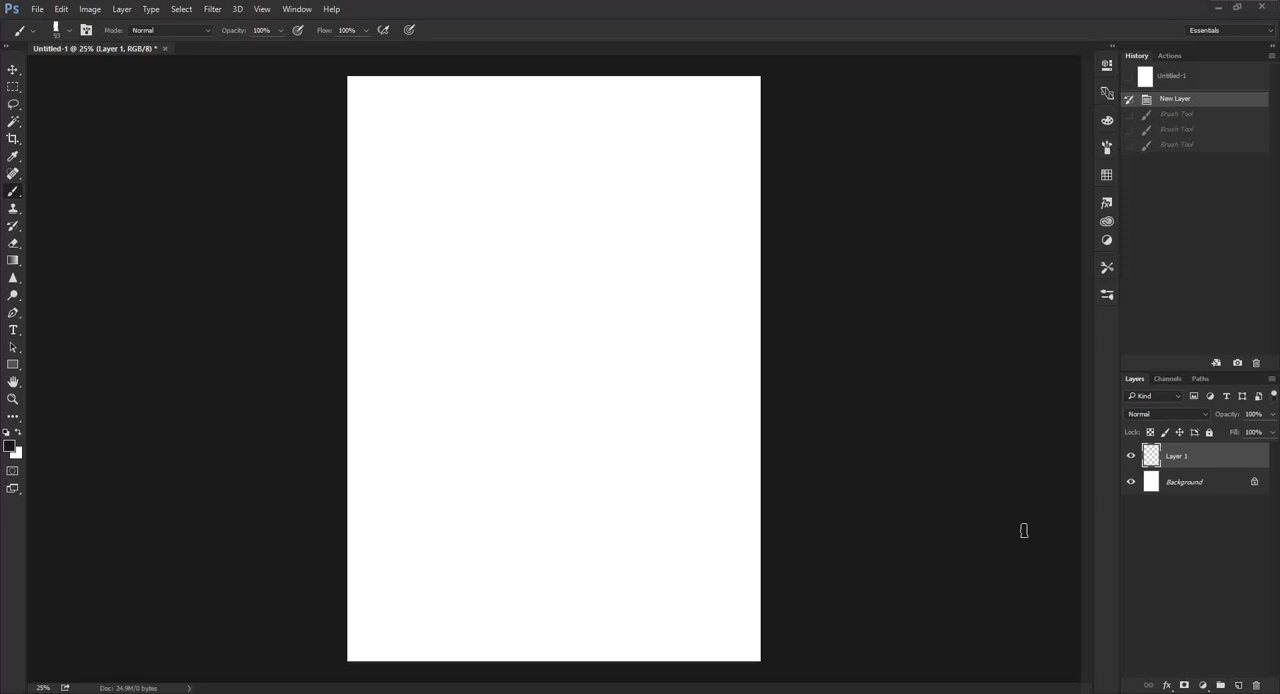 Ps File Edit Image Layer Type Select Filter 3D View Window Help
93 Mode: Normal Opacity: 100% Flow: 100% Essentials
Untitled-1 @ 25% (Layer 1, RGB/8) * ×
History Actions
Untitled-1
New Layer
Brush Tool
Brush Tool
Brush Tool
Layers Channels Paths
Kind
Normal Opacity: 100%
Lock: Fill: 100%
Layer 1
Background
25% Doc: 24.9M/0 bytes